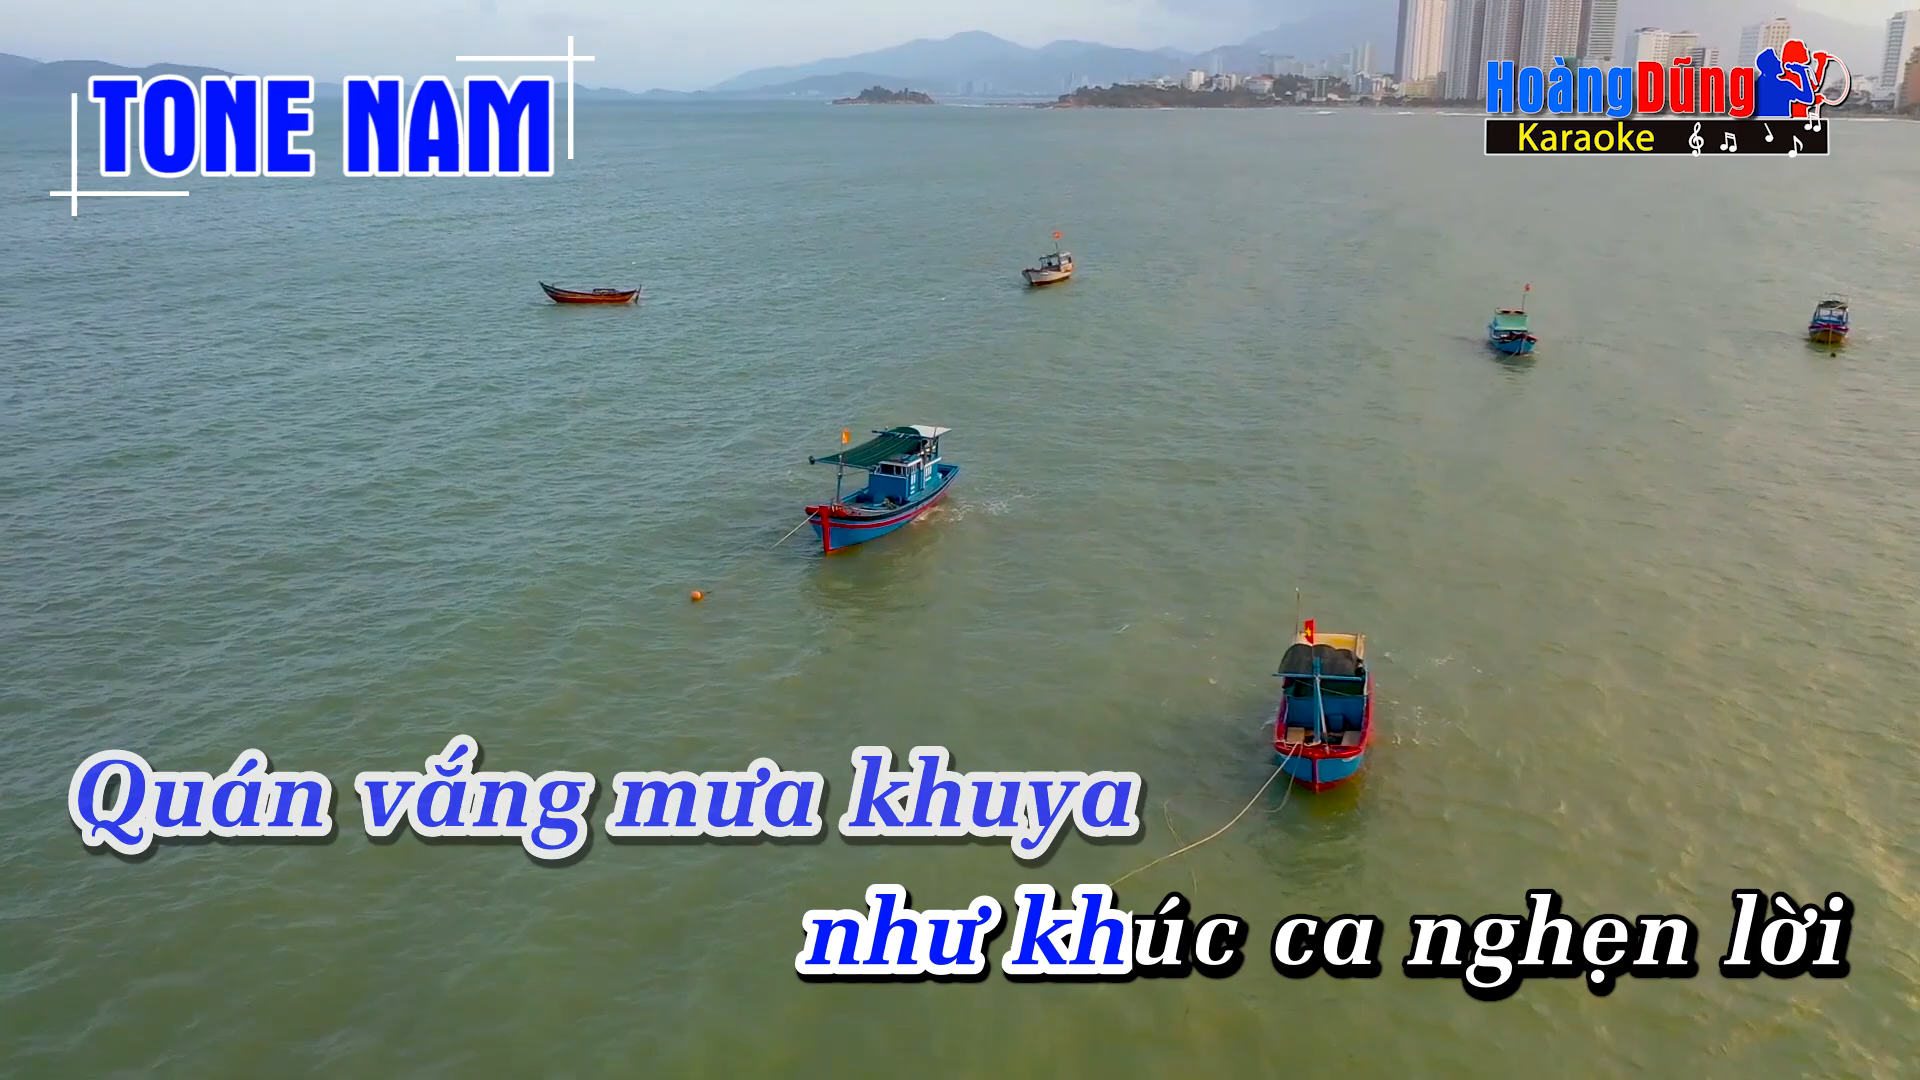 TONE NAM
HoàngDũng
Karaoke
Quán vắng mưa khuya
như khúc ca nghẹn lời